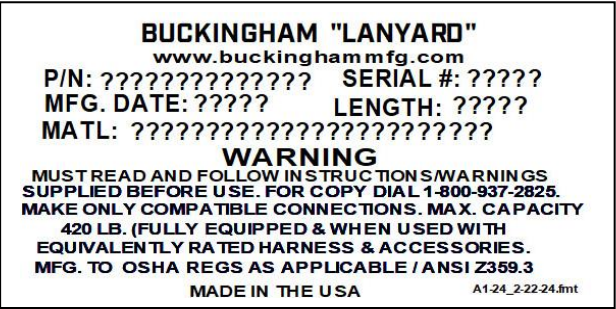 BUCKINGHAM "LANYARD"
www.buckinghammfg.com
P/N: ?????????????? SERIAL #: ?????
MFG. DATE: ????? LENGTH: ?????
MATL: ????????????????????????
WARNING
MUST READ AND FOLLOW INSTRUCTIONS/WARNINGS
SUPPLIED BEFORE USE. FOR COPY DIAL 1-800-937-2825.
MAKE ONLY COMPATIBLE CONNECTIONS. MAX. CAPACITY
420 LB. (FULLY EQUIPPED & WHEN USED WITH
EQUIVALENTLY RATED HARNESS & ACCESSORIES.
MFG. TO OSHA REGS AS APPLICABLE / ANSI Z359.3
MADE IN THE USA A1-24_2-22-24.fmt